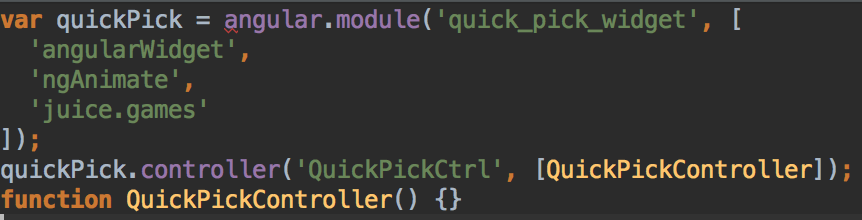 var quickPick = angular.module('quick_pick_widget', [
  'angularWidget',
  'ngAnimate',
  'juice.games'
]);
quickPick.controller('QuickPickCtrl', [QuickPickController]);
function QuickPickController() {}